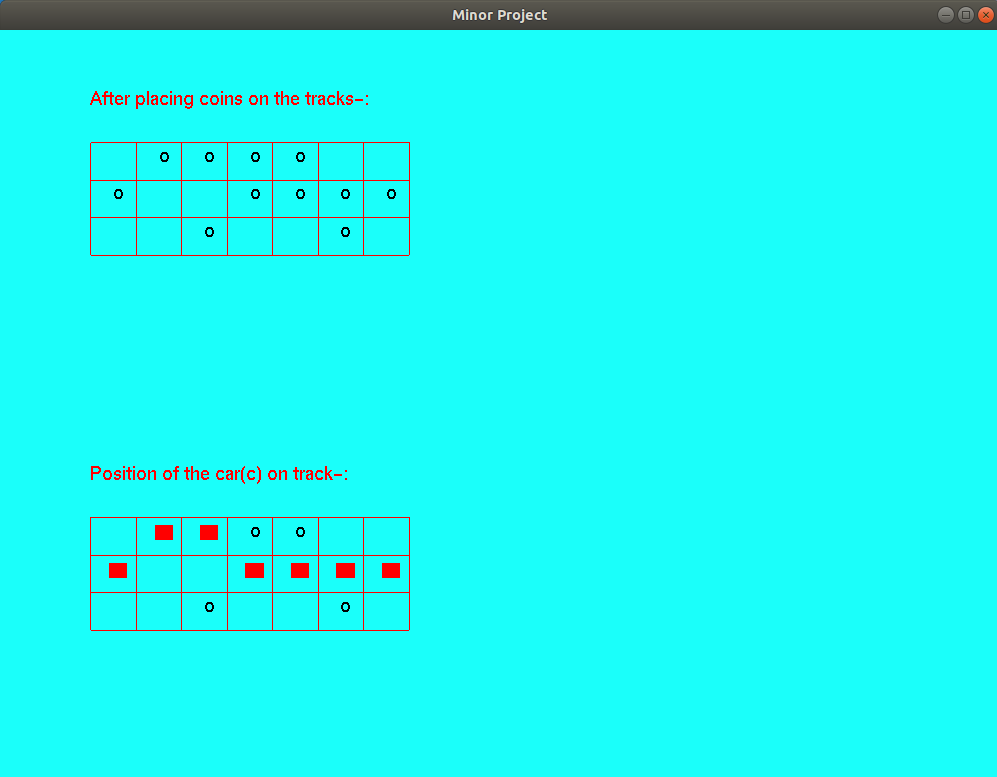 Minor Project
After placing coins on the tracks-:
o o o o
o o o o o
o o
Position of the car(c) on track-:
o o
o o